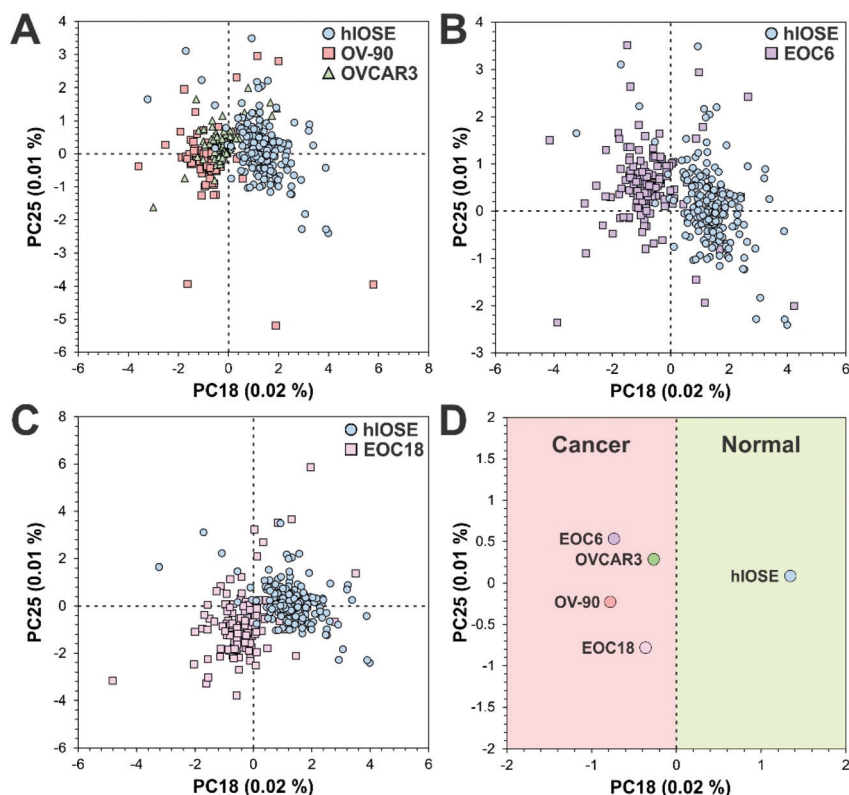 A
hIOSE
OV-90
OVCAR3
4
3
2
1
0
-1
-2
-3
-4
-5
-6
PC25 (0.01 %)
-6 -4 -2 0 2 4 6 8
PC18 (0.02 %)
B
hIOSE
EOC6
4
3
2
1
0
-1
-2
-3
PC25 (0.01 %)
-6 -4 -2 0 2 4 6
PC18 (0.02 %)
C
hIOSE
EOC18
8
6
4
2
0
-2
-4
-6
PC25 (0.01 %)
-6 -4 -2 0 2 4 6
PC18 (0.02 %)
D
Cancer Normal
2
1.5
1
0.5
0
-0.5
-1
-1.5
-2
PC25 (0.01 %)
EOC6
OVCAR3
hIOSE
OV-90
EOC18
-2 -1 0 1 2
PC18 (0.02 %)